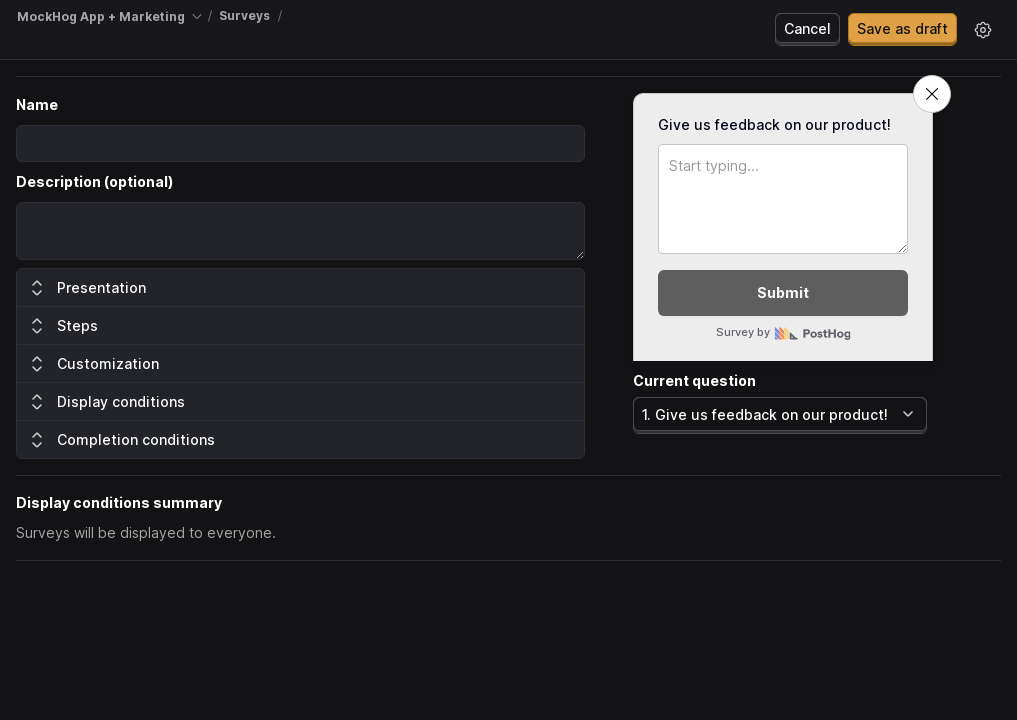 MockHog App + Marketing / Surveys /
Cancel
Save as draft
Name
Description (optional)
Presentation
Steps
Customization
Display conditions
Completion conditions
Give us feedback on our product!
Start typing...
Submit
Survey by PostHog
Current question
1. Give us feedback on our product!
Display conditions summary
Surveys will be displayed to everyone.